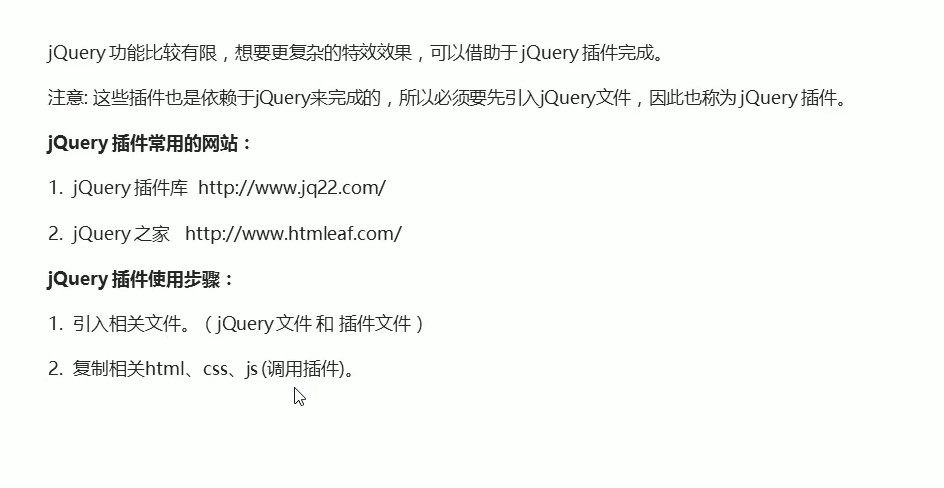 jQuery 功能比较有限，想要更复杂的特效效果，可以借助于 jQuery 插件完成。
注意: 这些插件也是依赖于jQuery来完成的，所以必须要先引入jQuery文件，因此也称为 jQuery 插件。
jQuery 插件常用的网站：
1. jQuery 插件库 http://www.jq22.com/
2. jQuery 之家 http://www.htmleaf.com/
jQuery 插件使用步骤：
1. 引入相关文件。（jQuery 文件 和 插件文件）
2. 复制相关html、css、js (调用插件)。